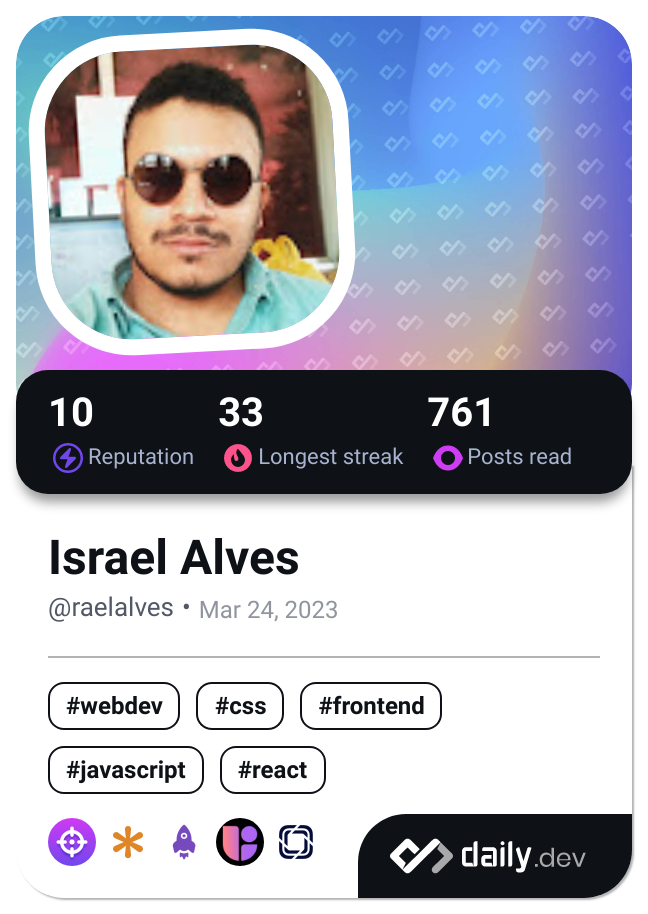 10 33 761
Reputation Longest streak Posts read
Israel Alves
@raelalves • Mar 24, 2023
#webdev #css #frontend
#javascript #react
daily.dev